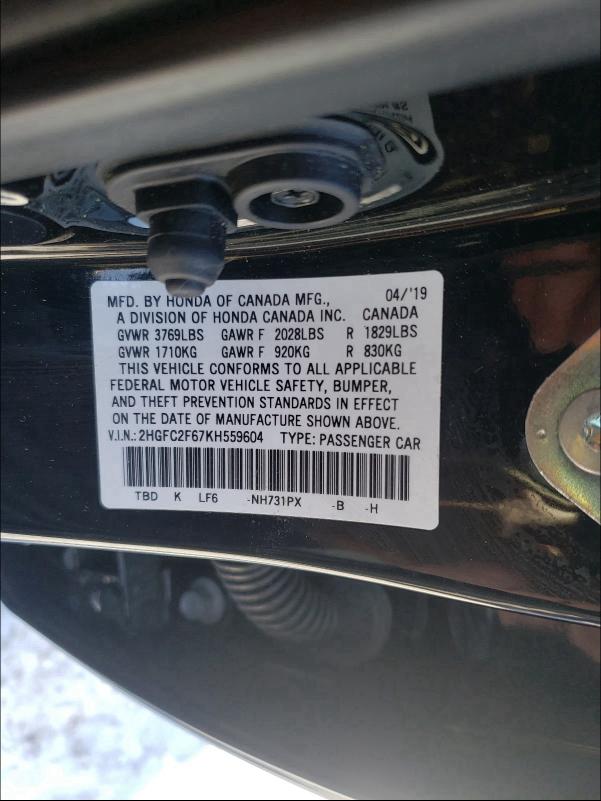 MFD. BY HONDA OF CANADA MFG., 04/'19
A DIVISION OF HONDA CANADA INC. CANADA
GVWR 3769LBS GAWR F 2028LBS R 1829LBS
GVWR 1710KG GAWR F 920KG R 830KG
THIS VEHICLE CONFORMS TO ALL APPLICABLE
FEDERAL MOTOR VEHICLE SAFETY, BUMPER,
AND THEFT PREVENTION STANDARDS IN EFFECT
ON THE DATE OF MANUFACTURE SHOWN ABOVE.
V.I.N.: 2HGFC2F67KH559604 TYPE: PASSENGER CAR
TBD K LF6 -NH731PX -B -H